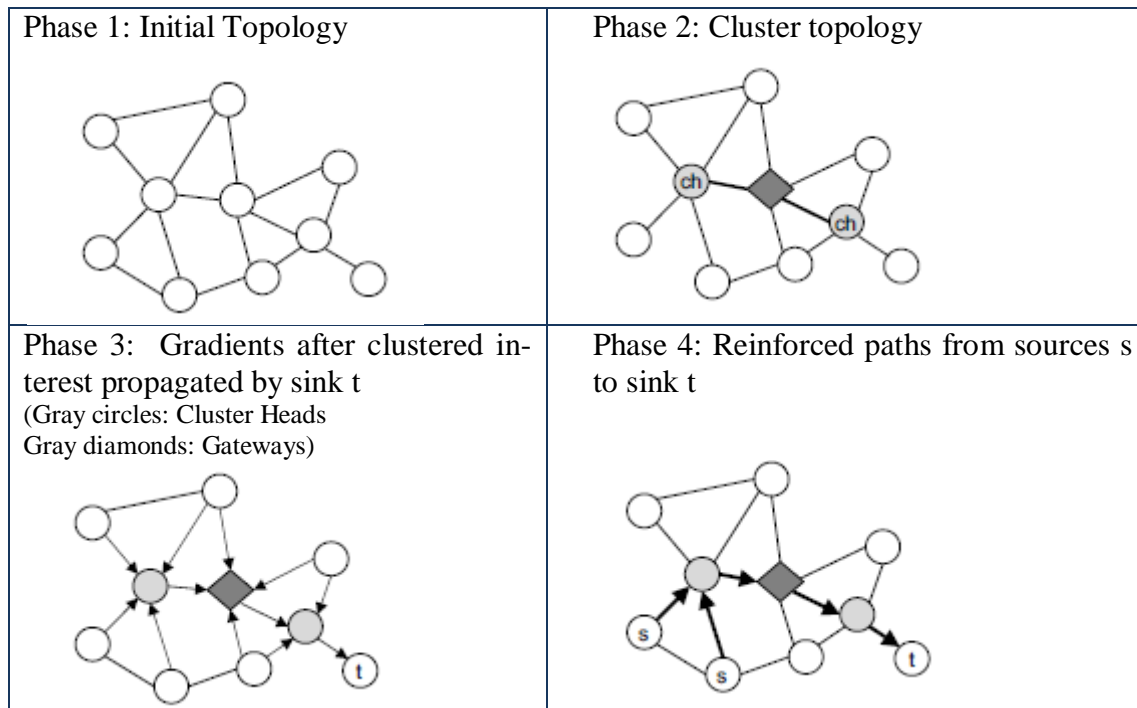 Phase 1: Initial Topology
Phase 2: Cluster topology
ch
ch
Phase 3: Gradients after clustered in-
terest propagated by sink t
(Gray circles: Cluster Heads
Gray diamonds: Gateways)
t
Phase 4: Reinforced paths from sources s
to sink t
s
s
t